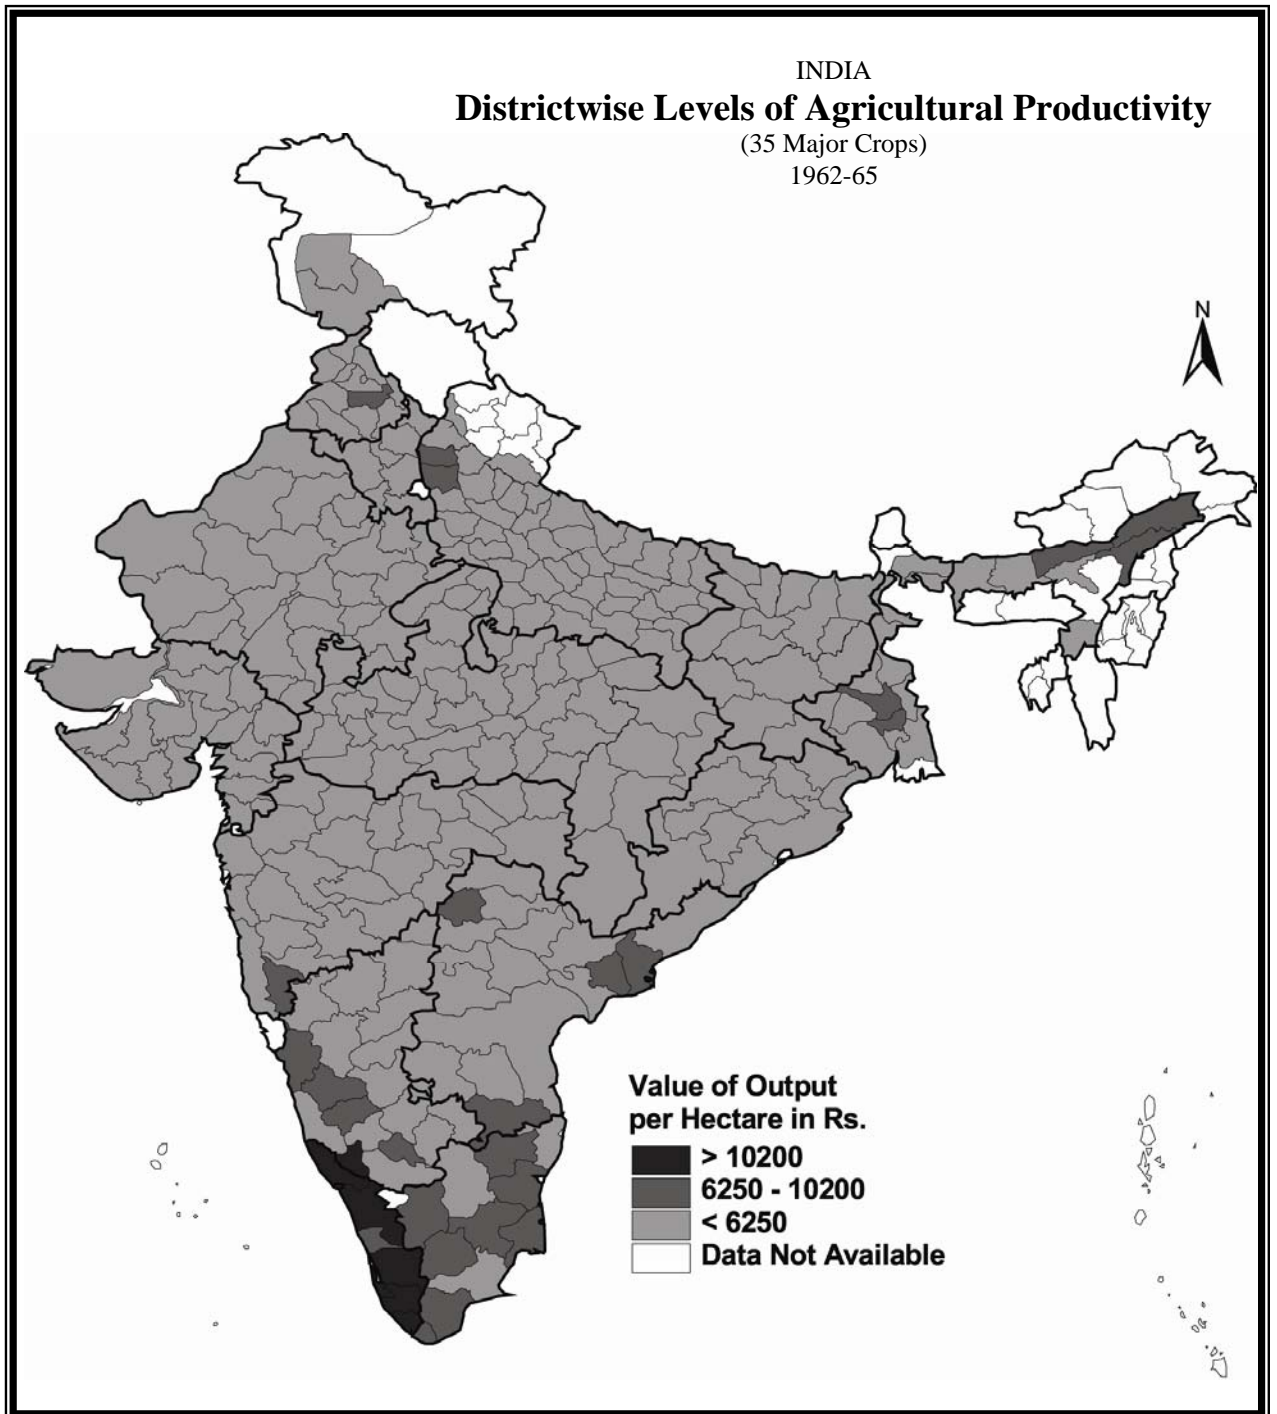 INDIA
Districtwise Levels of Agricultural Productivity
(35 Major Crops)
1962-65
N
Value of Output
per Hectare in Rs.
> 10200
6250 - 10200
< 6250
Data Not Available